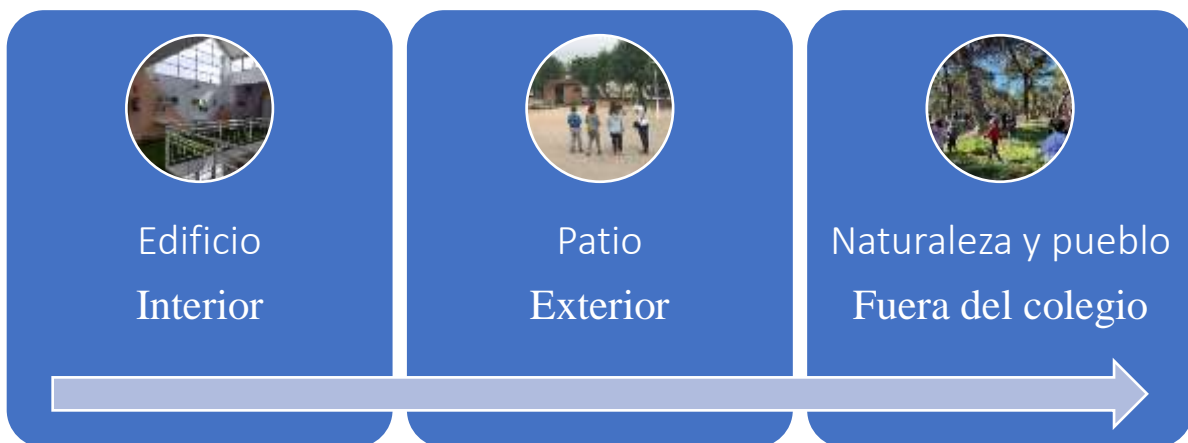 Edificio
Interior
Patio
Exterior
Naturaleza y pueblo
Fuera del colegio